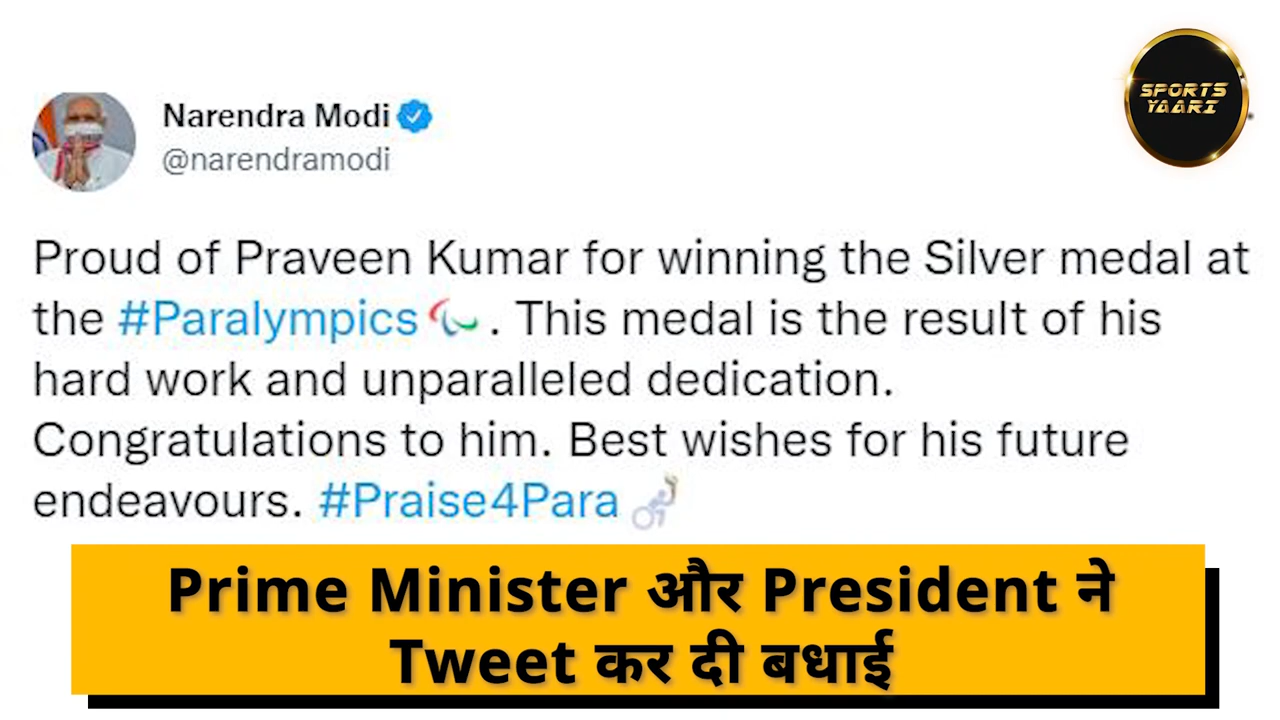 SPORTS
YAARI
Narendra Modi
@narendramodi
Proud of Praveen Kumar for winning the Silver medal at
the #Paralympics . This medal is the result of his
hard work and unparalleled dedication.
Congratulations to him. Best wishes for his future
endeavours. #Praise4Para
Prime Minister और President ने
Tweet कर दी बधाई